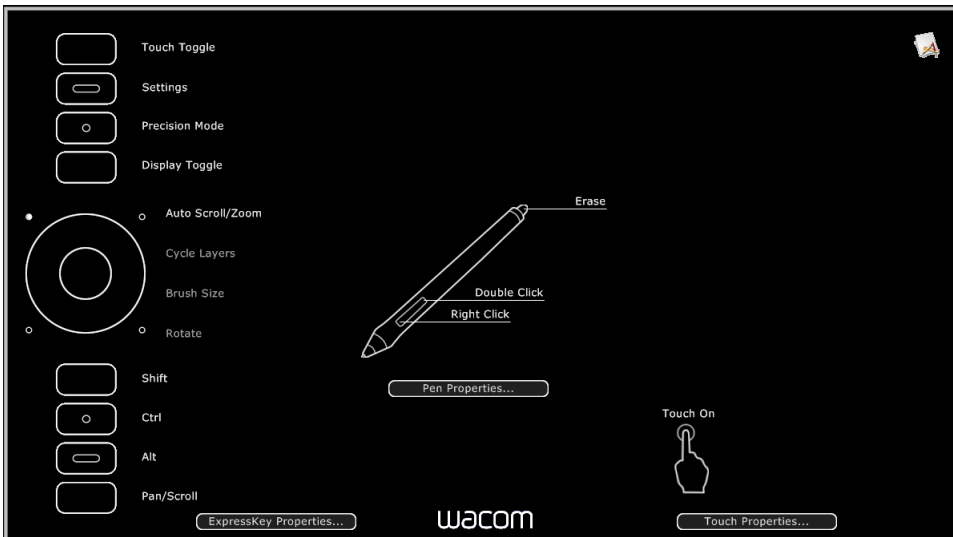 Touch Toggle
Settings
Precision Mode
Display Toggle
Auto Scroll/Zoom
Cycle Layers
Brush Size
Rotate
Shift
Ctrl
Alt
Pan/Scroll
ExpressKey Properties...
Erase
Double Click
Right Click
Pen Properties...
wacom
Touch On
Touch Properties...